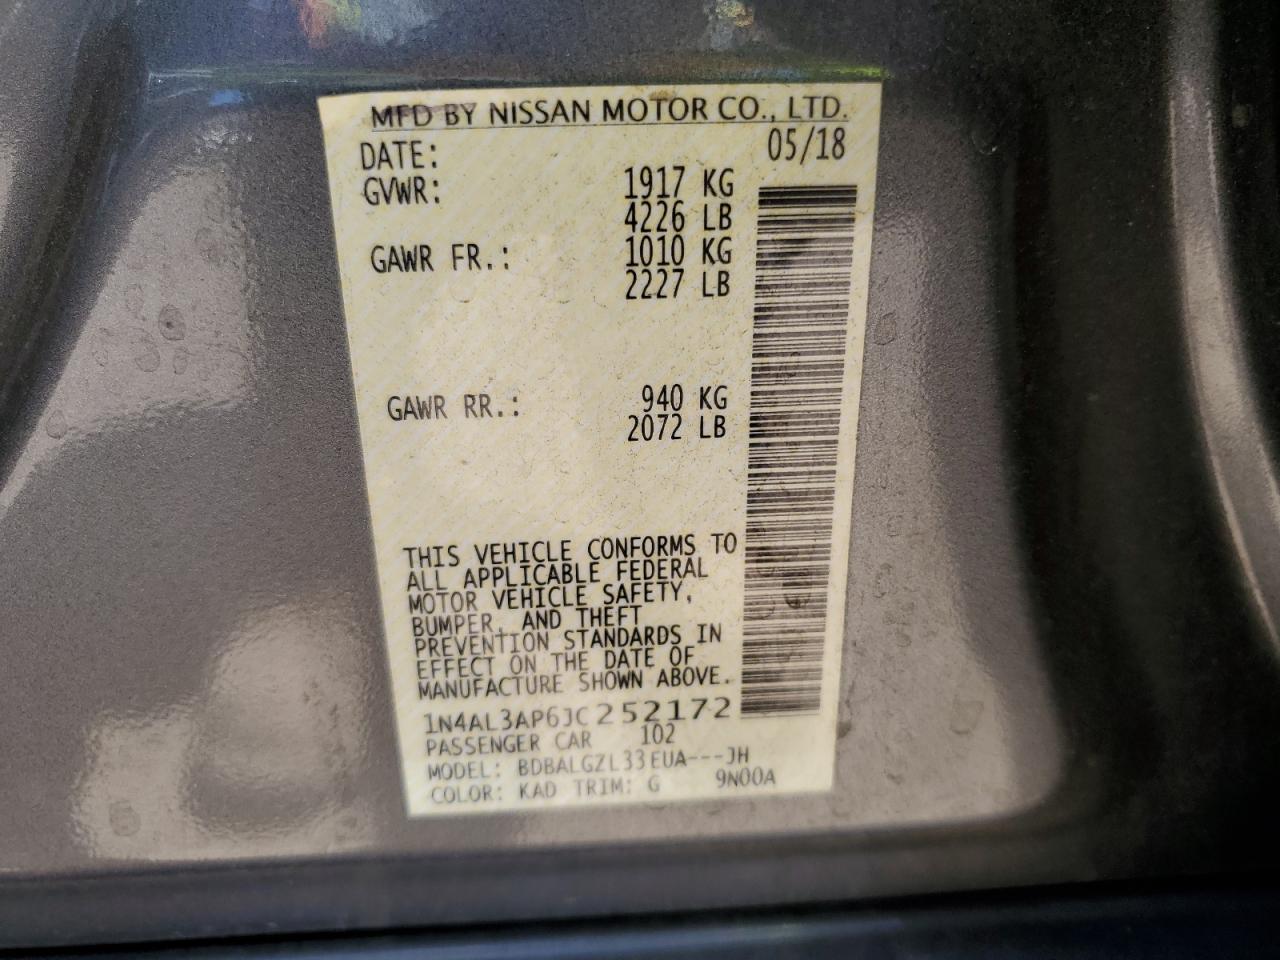 MFD BY NISSAN MOTOR CO., LTD.
DATE: 05/18
GVWR: 1917 KG
4226 LB
GAWR FR.: 1010 KG
2227 LB
GAWR RR.: 940 KG
2072 LB
THIS VEHICLE CONFORMS TO
ALL APPLICABLE FEDERAL
MOTOR VEHICLE SAFETY,
BUMPER, AND THEFT
PREVENTION STANDARDS IN
EFFECT ON THE DATE OF
MANUFACTURE SHOWN ABOVE.
1N4AL3AP6JC252172
PASSENGER CAR 102
MODEL: BDBALGZL33EUA---JH
COLOR: KAD TRIM: G 9N00A